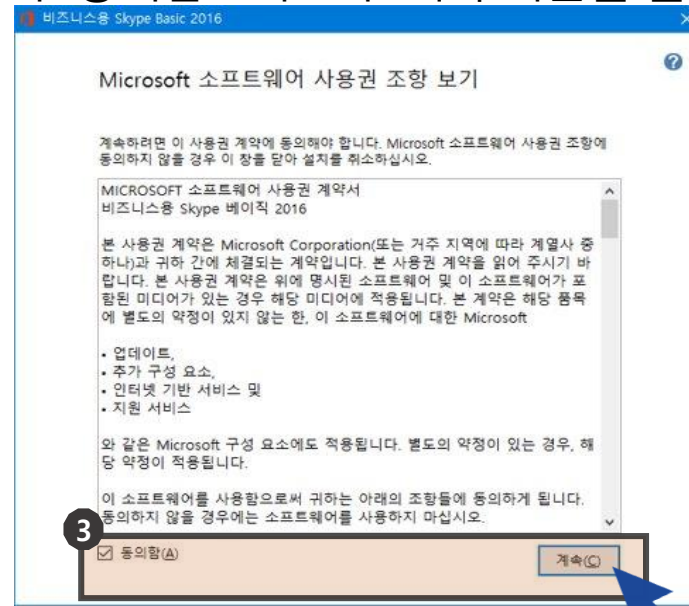 비즈니스용 Skype Basic 2016
Microsoft 소프트웨어 사용권 조항 보기
계속하려면 이 사용권 계약에 동의해야 합니다. Microsoft 소프트웨어 사용권 조항에
동의하지 않을 경우 이 창을 닫아 설치를 취소하십시오.
MICROSOFT 소프트웨어 사용권 계약서
비즈니스용 Skype 베이직 2016
본 사용권 계약은 Microsoft Corporation(또는 거주 지역에 따라 계열사 중
하나)과 귀하 간에 체결되는 계약입니다. 본 사용권 계약을 읽어 주시기 바
랍니다. 본 사용권 계약은 위에 명시된 소프트웨어 및 이 소프트웨어가 포
함된 미디어가 있는 경우 해당 미디어에 적용됩니다. 본 계약은 해당 품목
에 별도의 약정이 있지 않는 한, 이 소프트웨어에 대한 Microsoft
• 업데이트,
• 추가 구성 요소,
• 인터넷 기반 서비스 및
• 지원 서비스
와 같은 Microsoft 구성 요소에도 적용됩니다. 별도의 약정이 있는 경우, 해
당 약정이 적용됩니다.
이 소프트웨어를 사용함으로써 귀하는 아래의 조항들에 동의하게 됩니다.
동의하지 않을 경우에는 소프트웨어를 사용하지 마십시오.
3
동의함(A)
계속(C)